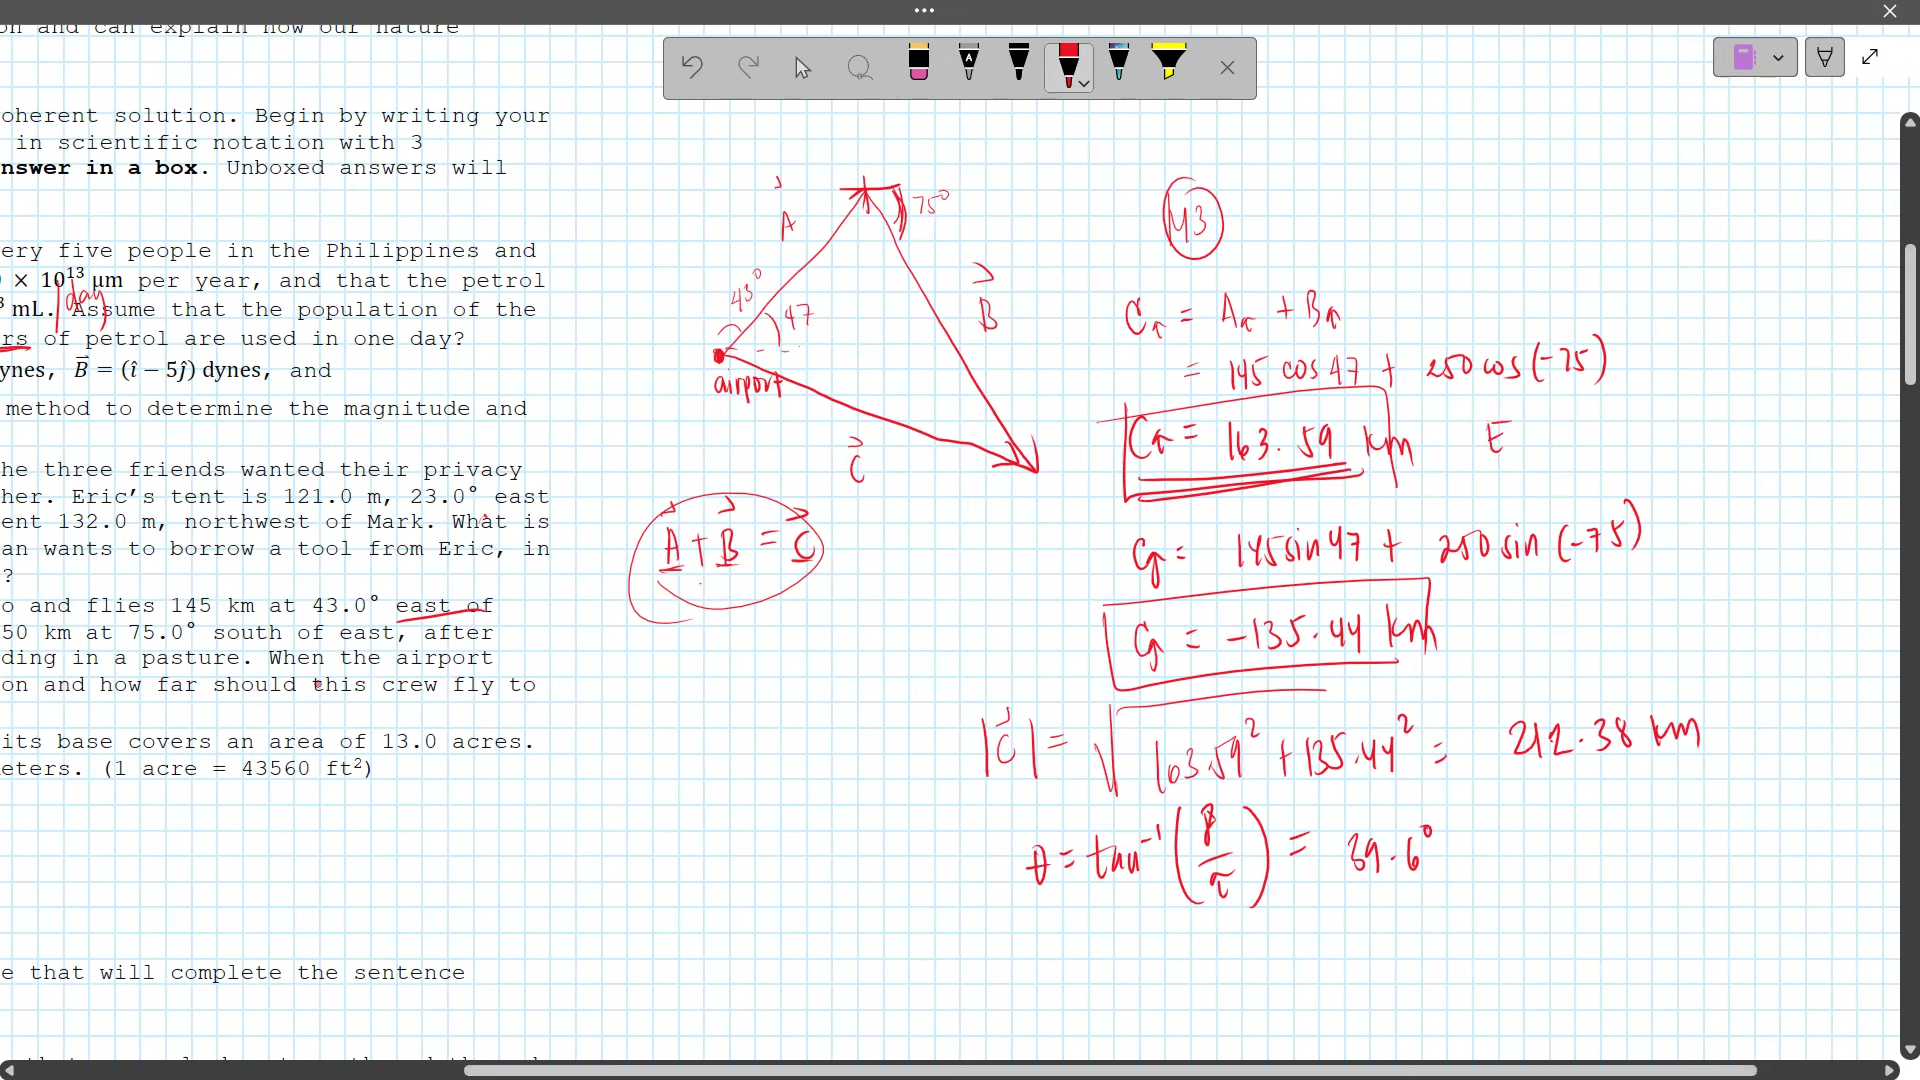 on and can explain how our nature
oherent solution. Begin by writing your
in scientific notation with 3
nswer in a box. Unboxed answers will
ery five people in the Philippines and
× 10¹³ μm per year, and that the petrol
³ mL. Assume that the population of the
/day
rs of petrol are used in one day?
ynes, B⃗ = (î − 5ĵ) dynes, and
method to determine the magnitude and
he three friends wanted their privacy
her. Eric’s tent is 121.0 m, 23.0° east
ent 132.0 m, northwest of Mark. What is
an wants to borrow a tool from Eric, in
?
o and flies 145 km at 43.0° east of
50 km at 75.0° south of east, after
ding in a pasture. When the airport
on and how far should this crew fly to
its base covers an area of 13.0 acres.
eters. (1 acre = 43560 ft²)
e that will complete the sentence
A
75°
43°
47
B
airport
C
A + B = C
43
Cx = Ax + Bx
= 145 cos 47 + 250 cos (-75)
Cx = 163.59 km E
Cy = 145 sin 47 + 250 sin (-75)
Cy = -135.44 km
|C| = √163.59² + 135.44² = 212.38 km
θ = tan⁻¹ (y/x) = 39.6°